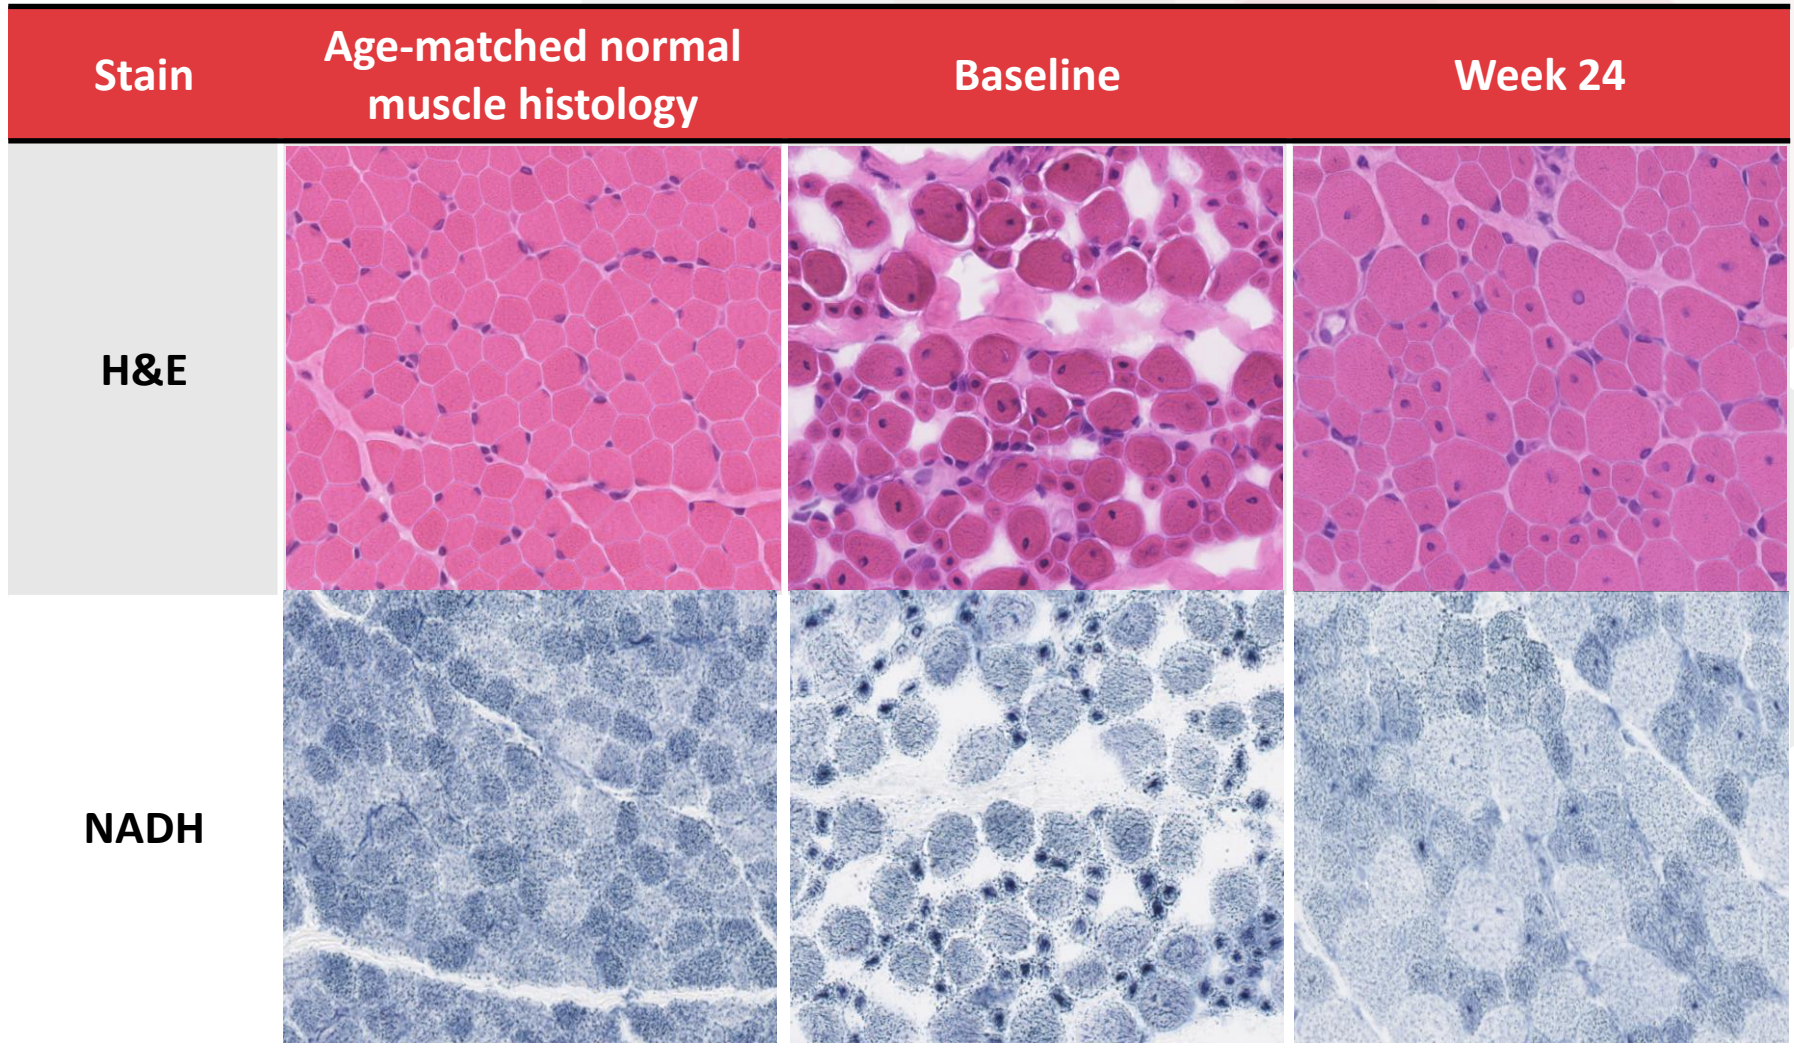 Stain
Age-matched normal
muscle histology
Baseline
Week 24
H&E
NADH